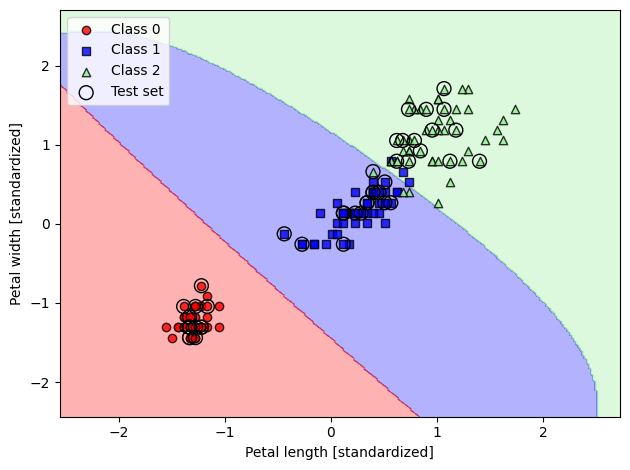 Class 0
Class 1
Class 2
Test set
Petal width [standardized]
2
1
0
−1
−2
−2
−1
0
1
2
Petal length [standardized]